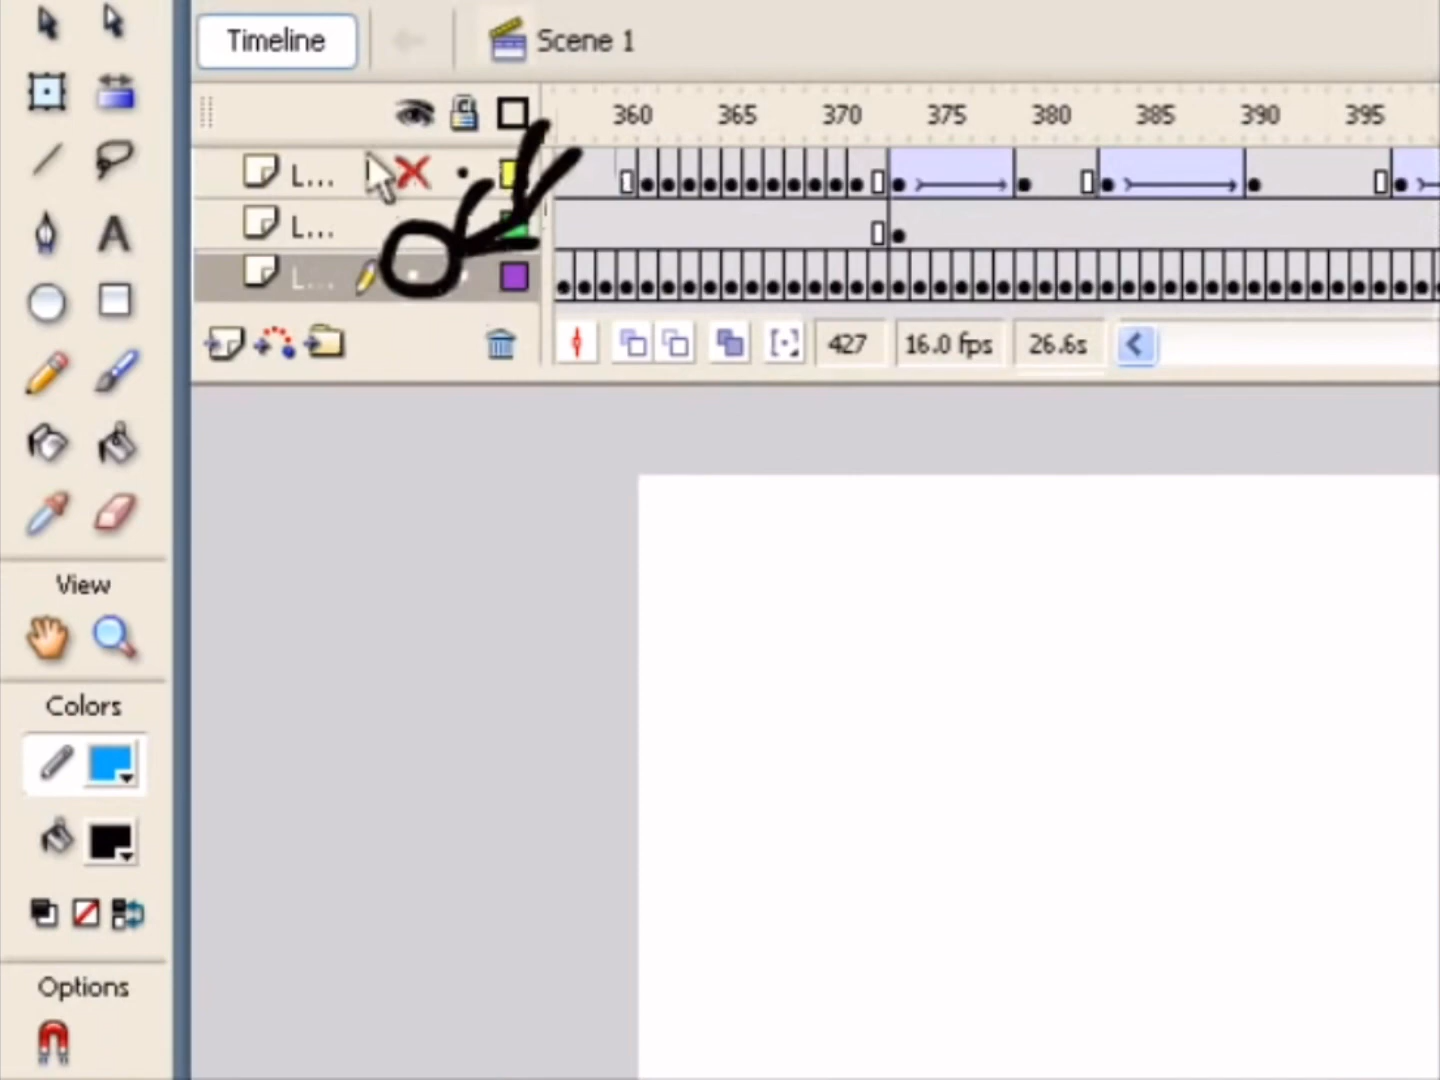 Timeline
Scene 1
360 365 370 375 380 385 390 395
L...
L...
L...
427 16.0 fps 26.6s
View
Colors
Options